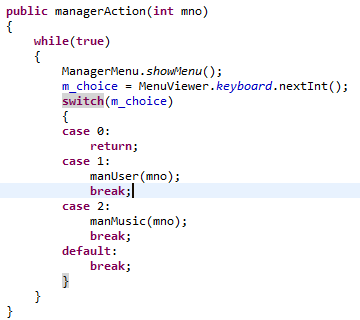 public managerAction(int mno)
{
    while(true)
    {
        ManagerMenu.showMenu();
        m_choice = MenuViewer.keyboard.nextInt();
        switch(m_choice)
        {
        case 0:
            return;
        case 1:
            manUser(mno);
            break;
        case 2:
            manMusic(mno);
            break;
        default:
            break;
        }
    }
}